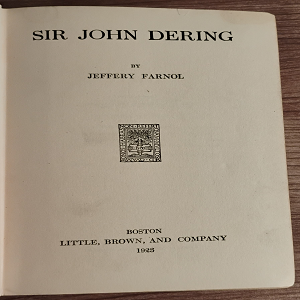 SIR JOHN DERING
BY
JEFFERY FARNOL
BOSTON
LITTLE, BROWN, AND COMPANY
1923